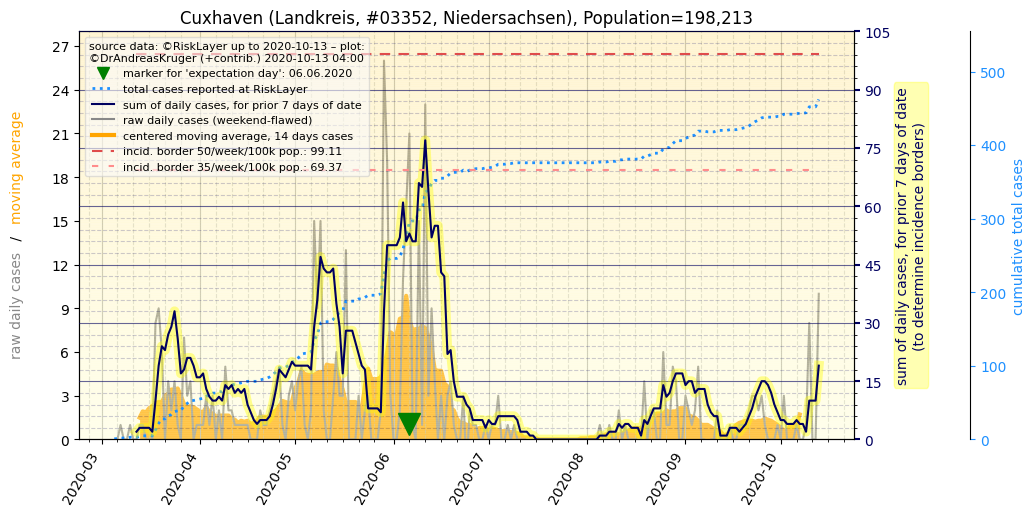 Cuxhaven (Landkreis, #03352, Niedersachsen), Population=198,213
source data: ©RiskLayer up to 2020-10-13 – plot:
©DrAndreasKruger (+contrib.) 2020-10-13 04:00
marker for 'expectation day': 06.06.2020
total cases reported at RiskLayer
sum of daily cases, for prior 7 days of date
raw daily cases (weekend-flawed)
centered moving average, 14 days cases
incid. border 50/week/100k pop.: 99.11
incid. border 35/week/100k pop.: 69.37
raw daily cases / moving average
27
24
21
18
15
12
9
6
3
0
2020-03
2020-04
2020-05
2020-06
2020-07
2020-08
2020-09
2020-10
105
90
75
60
45
30
15
0
sum of daily cases, for prior 7 days of date
(to determine incidence borders)
500
400
300
200
100
0
cumulative total cases